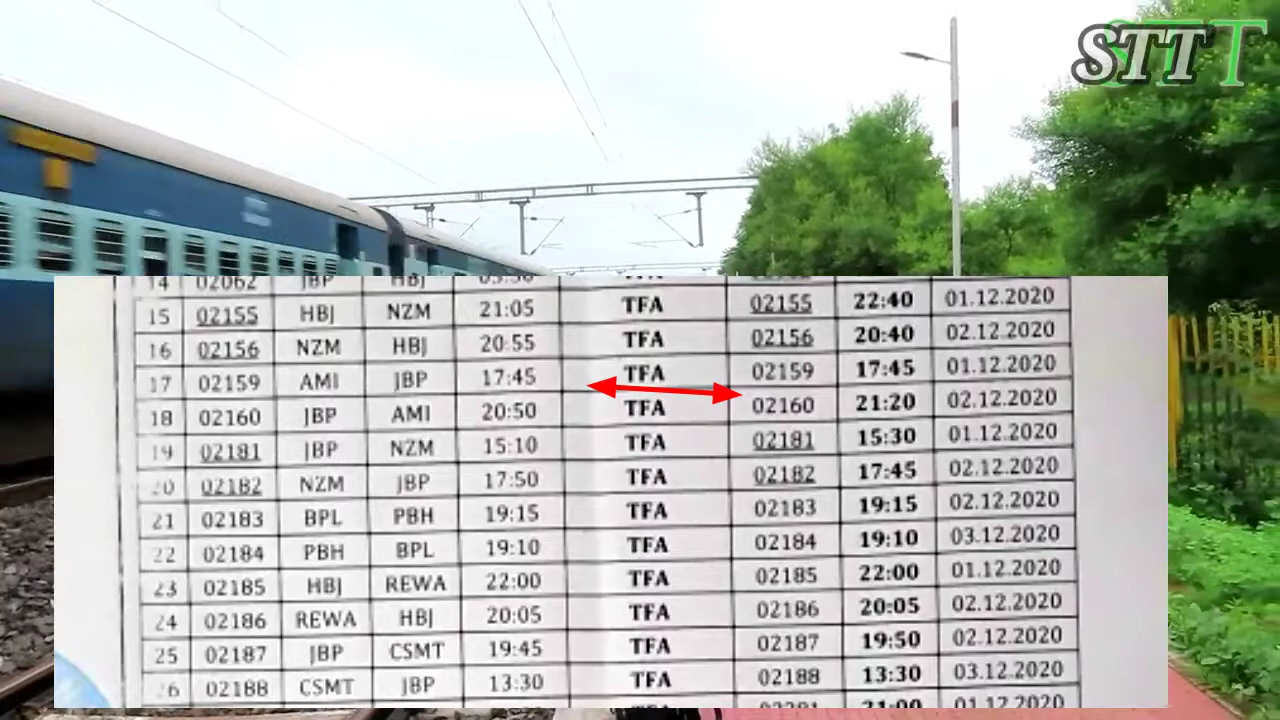 STT T
14 02062 JBP HBJ
15 02155 HBJ NZM 21:05 TFA 02155 22:40 01.12.2020
16 02156 NZM HBJ 20:55 TFA 02156 20:40 02.12.2020
17 02159 AMI JBP 17:45 TFA 02159 17:45 01.12.2020
18 02160 JBP AMI 20:50 TFA 02160 21:20 02.12.2020
19 02181 JBP NZM 15:10 TFA 02181 15:30 01.12.2020
20 02182 NZM JBP 17:50 TFA 02182 17:45 02.12.2020
21 02183 BPL PBH 19:15 TFA 02183 19:15 02.12.2020
22 02184 PBH BPL 19:10 TFA 02184 19:10 03.12.2020
23 02185 HBJ REWA 22:00 TFA 02185 22:00 01.12.2020
24 02186 REWA HBJ 20:05 TFA 02186 20:05 02.12.2020
25 02187 JBP CSMT 19:45 TFA 02187 19:50 02.12.2020
26 02188 CSMT JBP 13:30 TFA 02188 13:30 03.12.2020